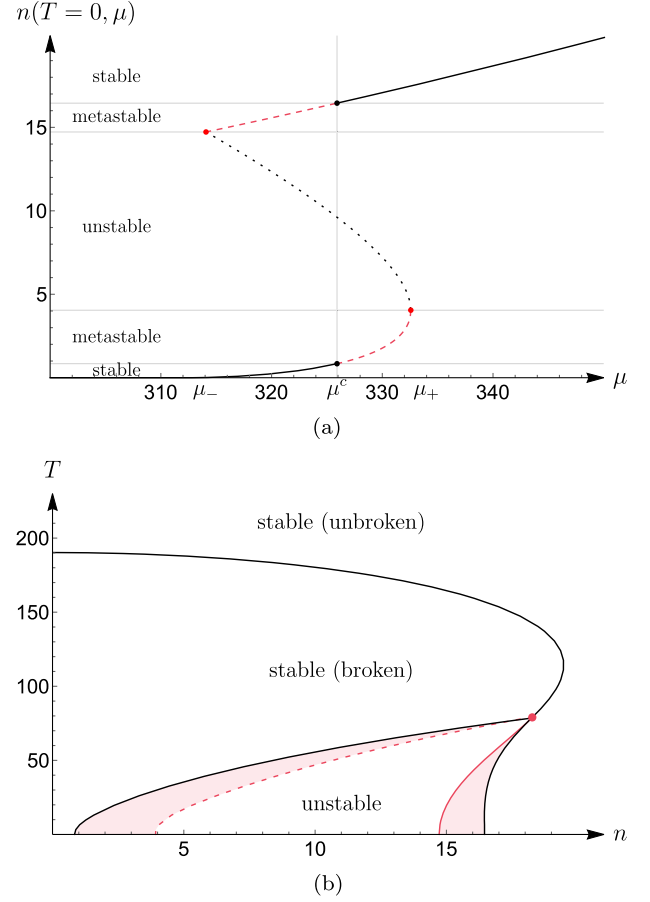 n(T = 0, μ)
stable
metastable
15
unstable
10
5
metastable
stable
310 μ₋ 320 μᶜ 330 μ₊ 340 μ
(a)
T
stable (unbroken)
200
150
stable (broken)
100
50
unstable
5 10 15 n
(b)